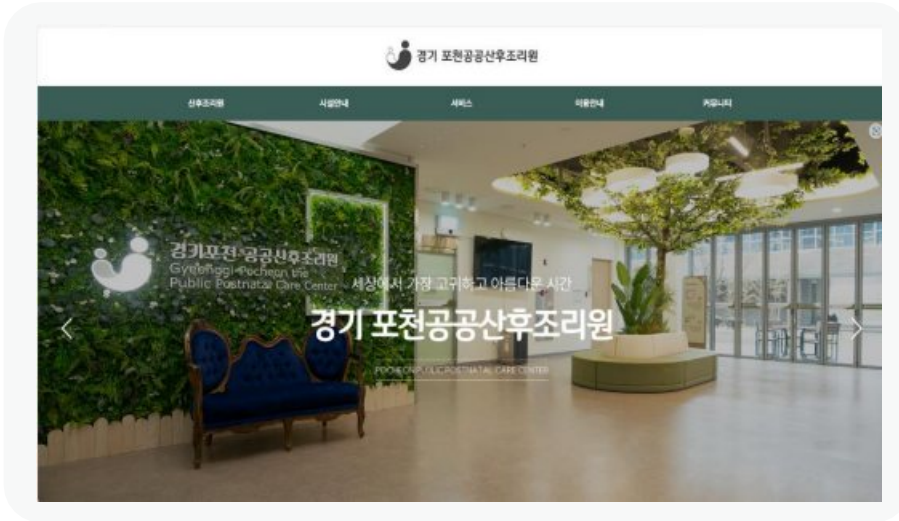 경기 포천공공산후조리원
산후조리원 시설안내 서비스 이용안내 커뮤니티
경기포천 공공산후조리원
Gyeonggi Pocheon the
Public Postnatal Care Center
세상에서 가장 고귀하고 아름다운 시간
경기 포천공공산후조리원
POCHEON PUBLIC POSTNATAL CARE CENTER